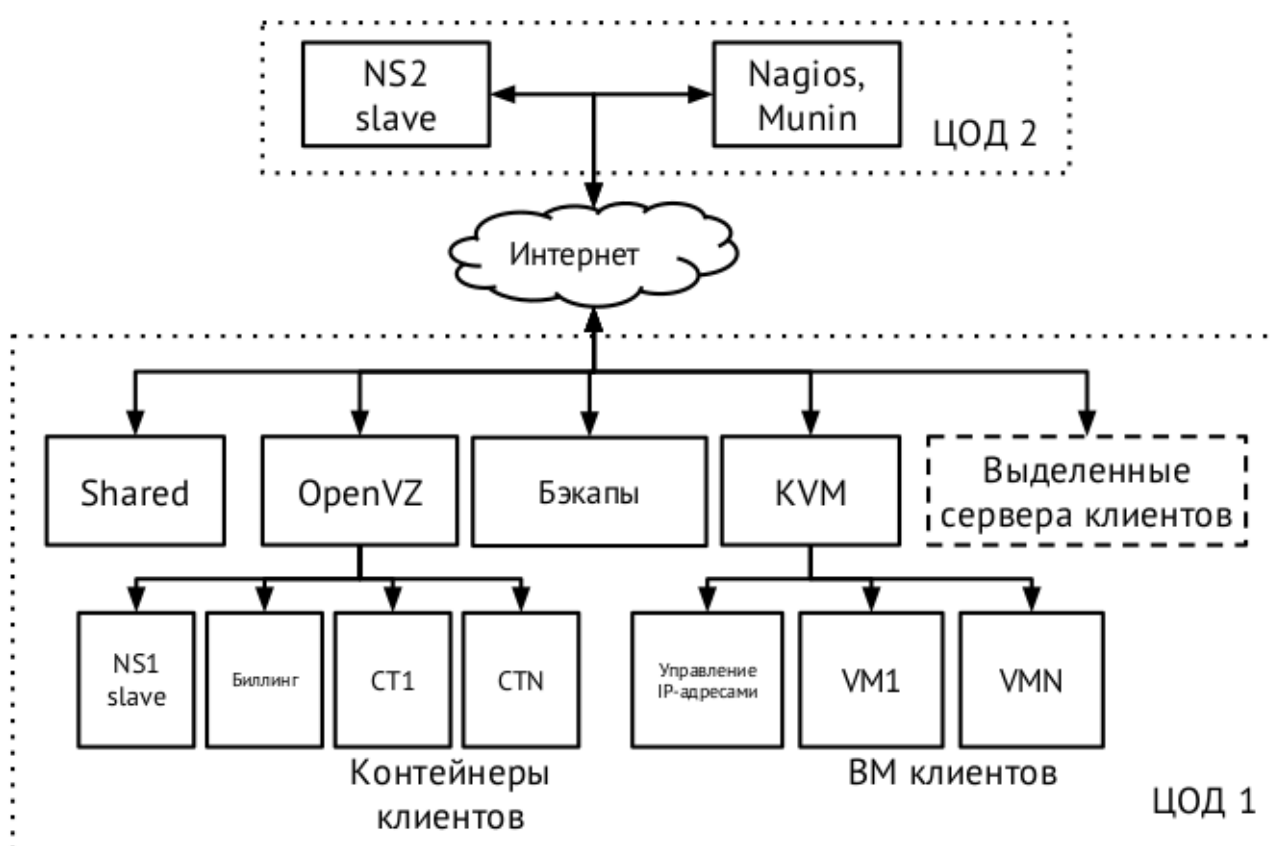 NS2
slave
Nagios,
Munin
ЦОД 2
Интернет
Shared
OpenVZ
Бэкапы
KVM
Выделенные
сервера клиентов
NS1
slave
Биллинг
CT1
CTN
Управление
IP-адресами
VM1
VMN
Контейнеры
клиентов
ВМ клиентов
ЦОД 1